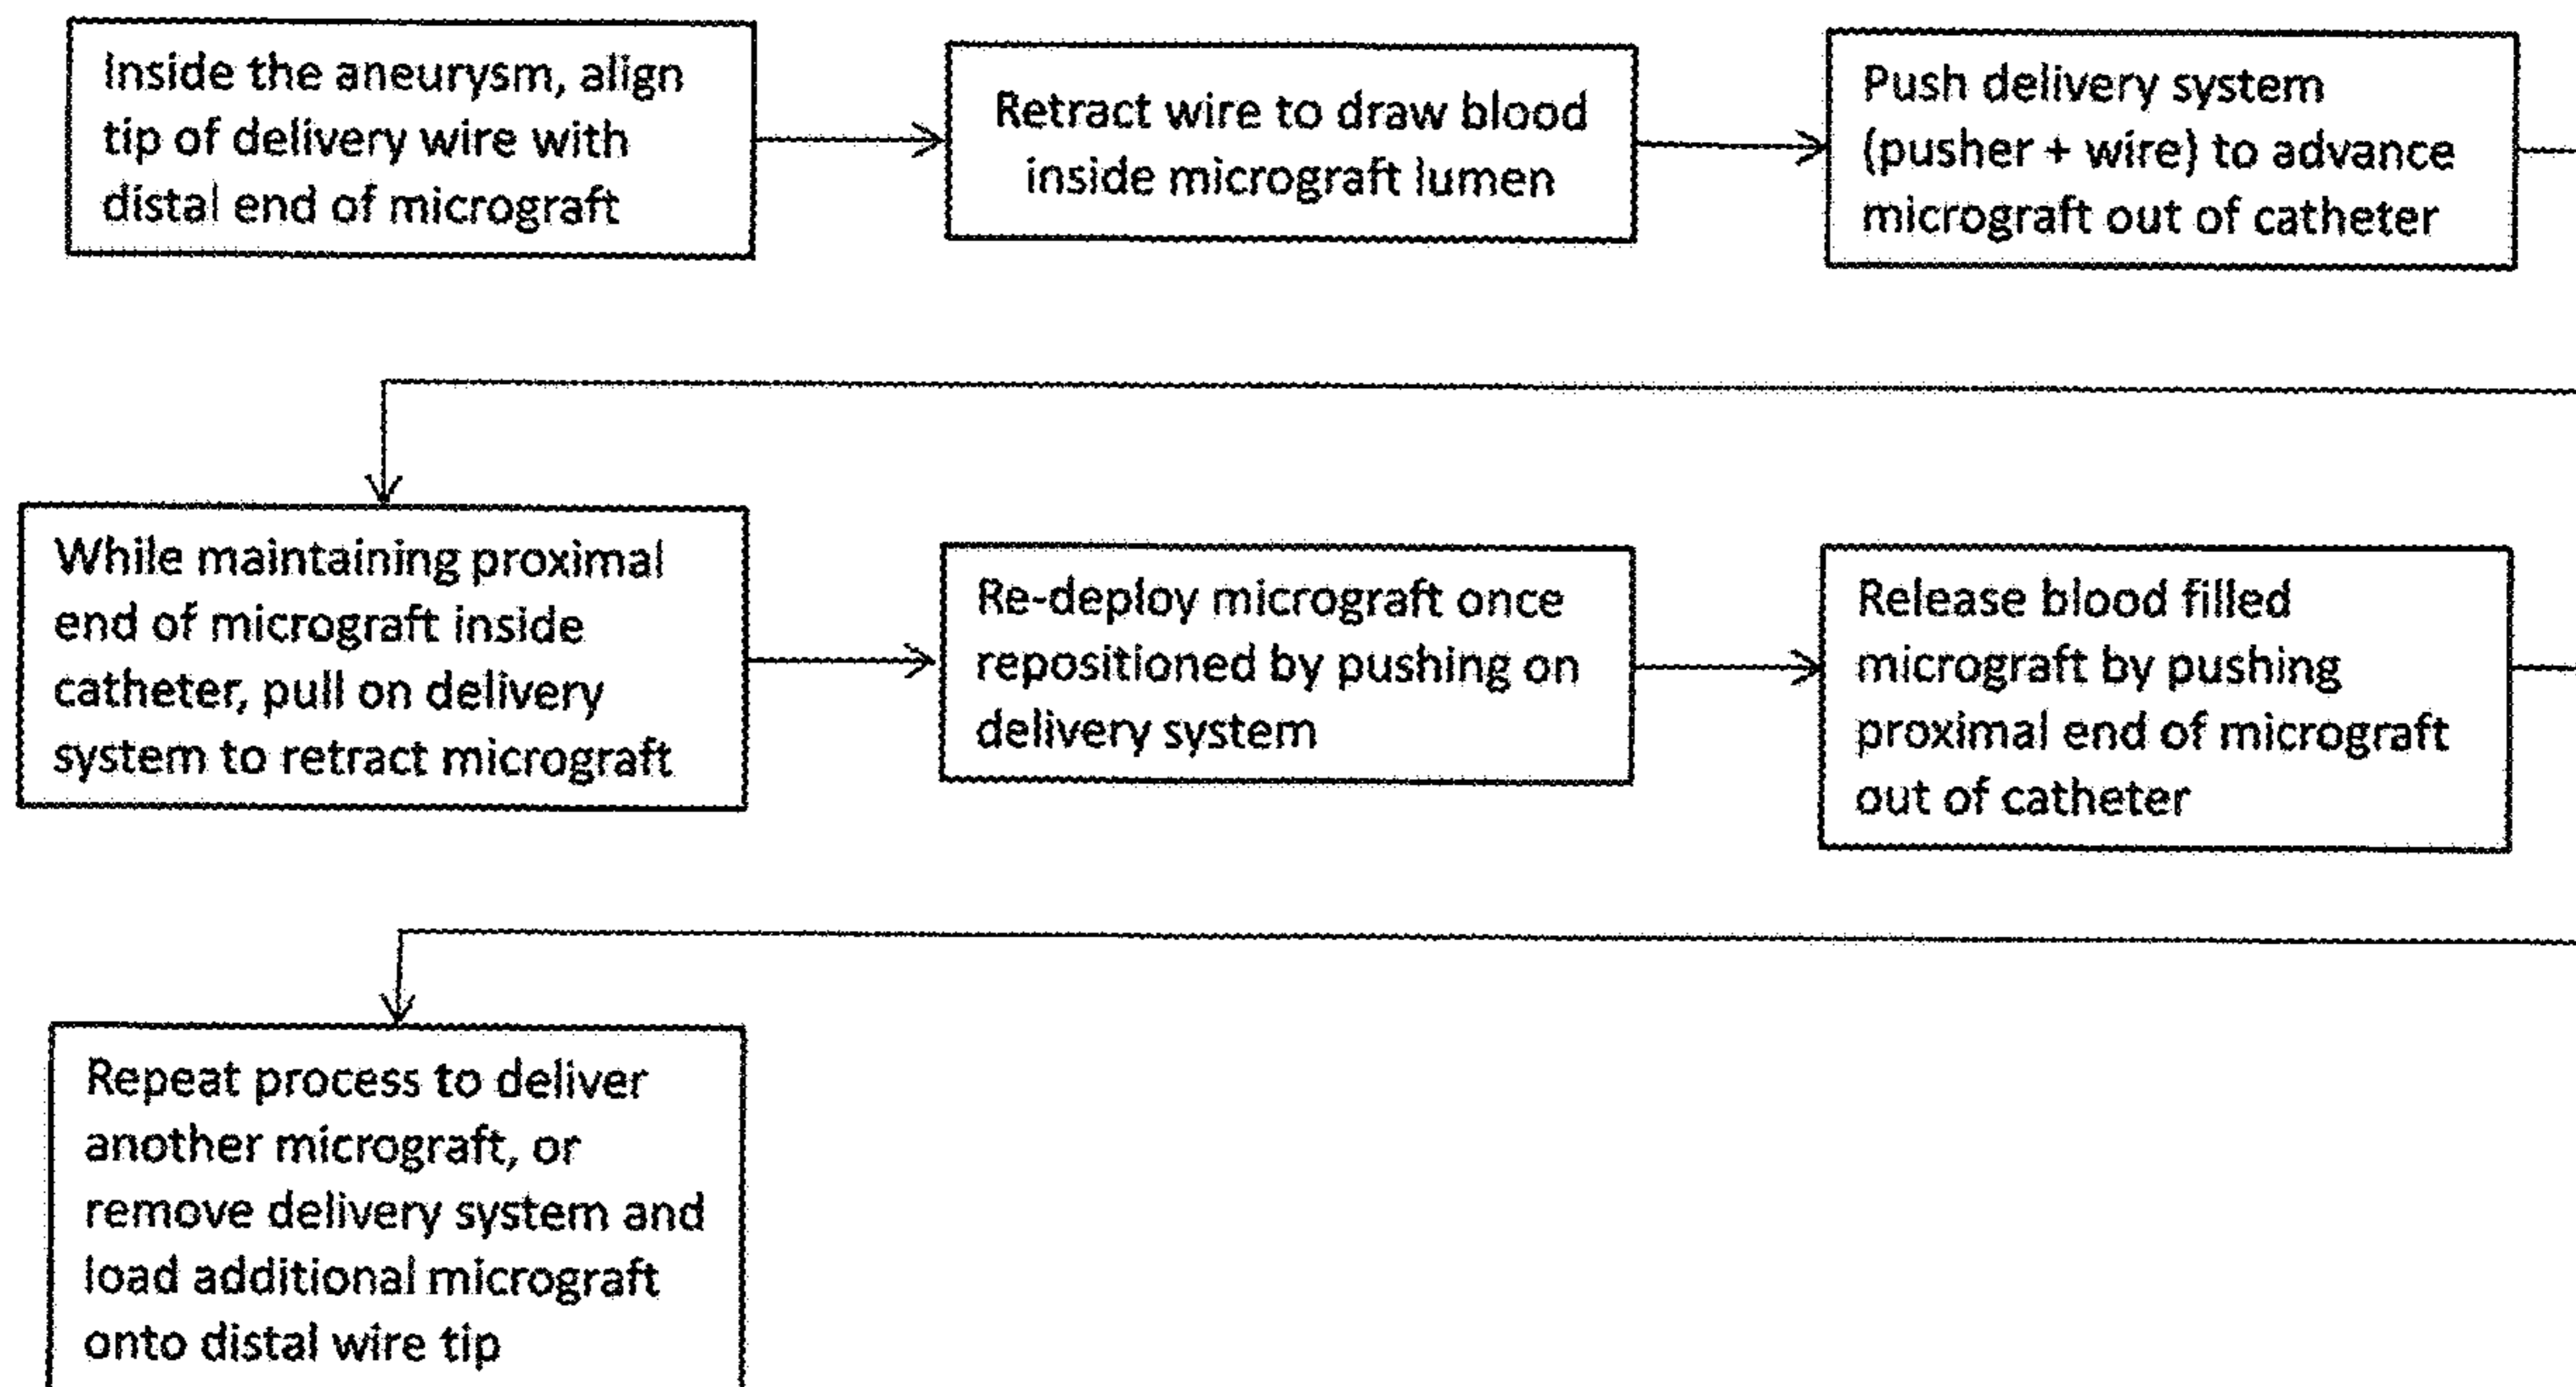 Inside the aneurysm, align
tip of delivery wire with
distal end of micrograft
Retract wire to draw blood
inside micrograft lumen
Push delivery system
(pusher + wire) to advance
micrograft out of catheter
While maintaining proximal
end of micrograft inside
catheter, pull on delivery
system to retract micrograft
Re-deploy micrograft once
repositioned by pushing on
delivery system
Release blood filled
micrograft by pushing
proximal end of micrograft
out of catheter
Repeat process to deliver
another micrograft, or
remove delivery system and
load additional micrograft
onto distal wire tip